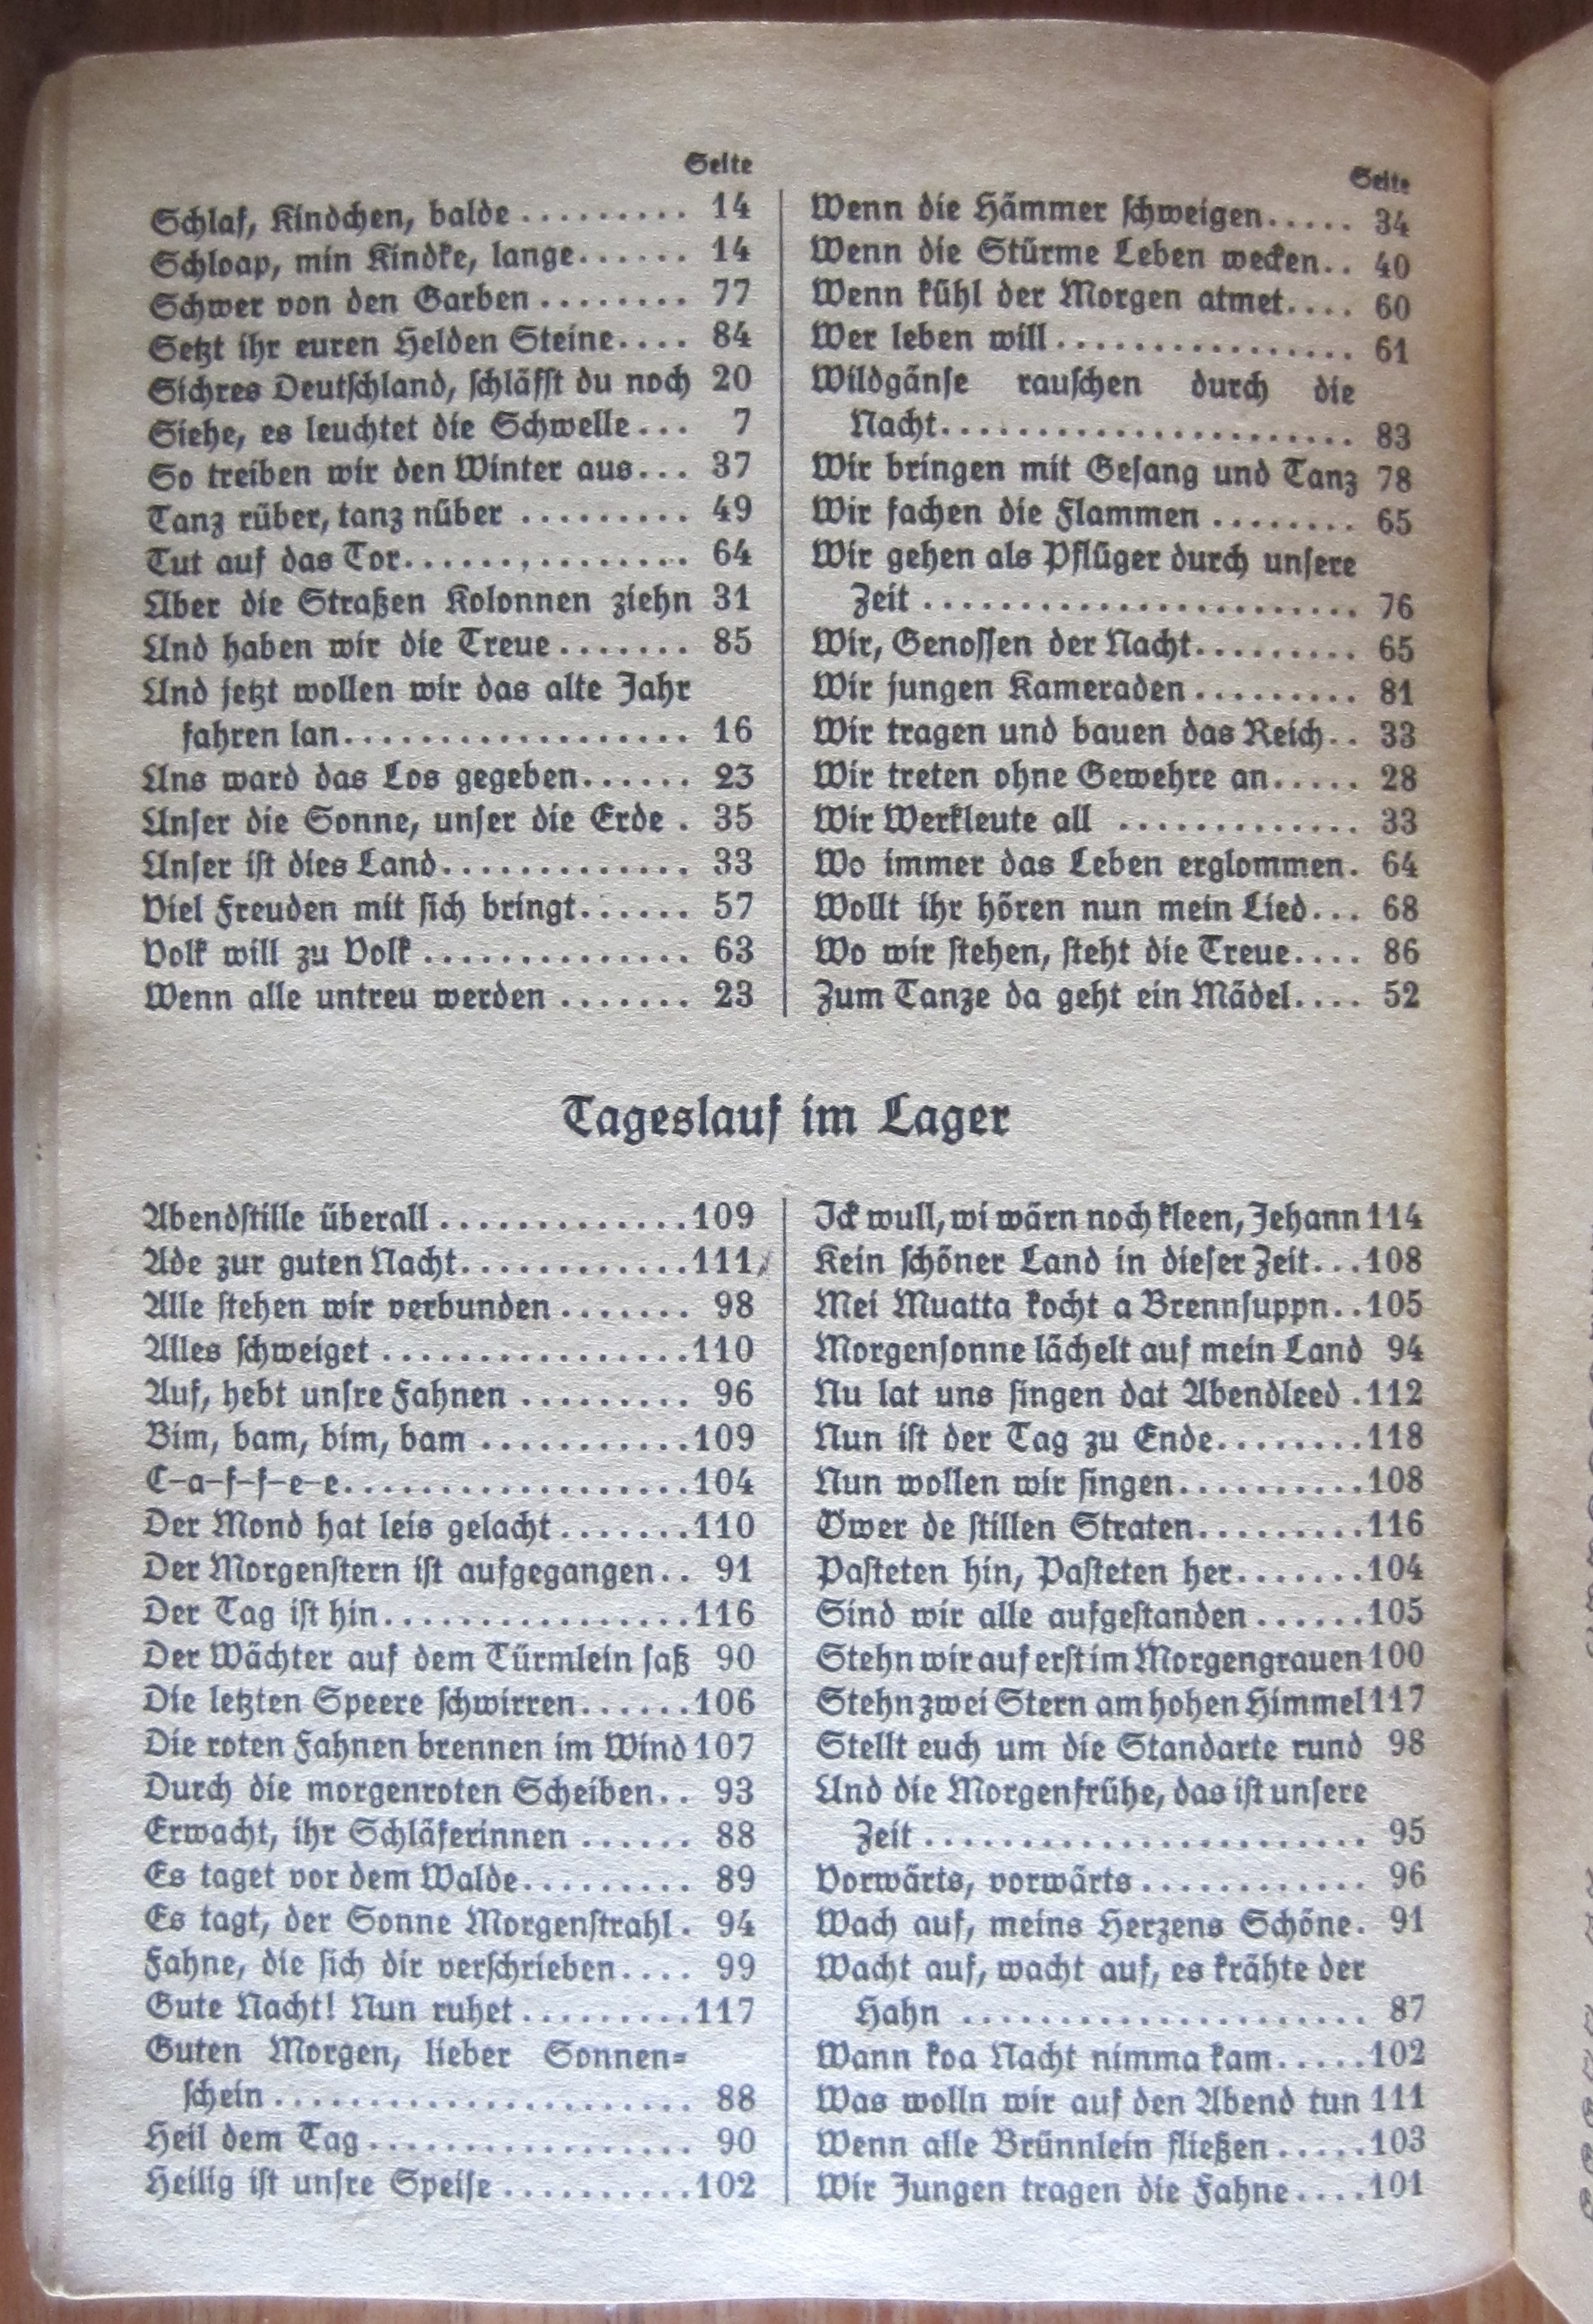 Seite
Schlaf, Kindchen, balde ......... 14
Schloap, min Kindke, lange...... 14
Schwer von den Garben ........ 77
Setzt ihr euren Helden Steine.... 84
Sichres Deutschland, schläfst du noch 20
Siehe, es leuchtet die Schwelle... 7
So treiben wir den Winter aus... 37
Tanz rüber, tanz nüber ......... 49
Tut auf das Tor............... 64
Über die Straßen Kolonnen ziehn 31
Und haben wir die Treue....... 85
Und jetzt wollen wir das alte Jahr
fahren lan.................. 16
Uns ward das Los gegeben...... 23
Unser die Sonne, unser die Erde . 35
Unser ist dies Land............. 33
Viel Freuden mit sich bringt...... 57
Volk will zu Volk .............. 63
Wenn alle untreu werden ....... 23
Seite
Wenn die Hämmer schweigen..... 34
Wenn die Stürme Leben wecken.. 40
Wenn kühl der Morgen atmet.... 60
Wer leben will ................ 61
Wildgänse rauschen durch die
Nacht...................... 83
Wir bringen mit Gesang und Tanz 78
Wir fachen die Flammen ........ 65
Wir gehen als Pflüger durch unsere
Zeit ....................... 76
Wir, Genossen der Nacht......... 65
Wir jungen Kameraden ......... 81
Wir tragen und bauen das Reich.. 33
Wir treten ohne Gewehre an..... 28
Wir Werkleute all ............. 33
Wo immer das Leben erglommen. 64
Wollt ihr hören nun mein Lied... 68
Wo wir stehen, steht die Treue.... 86
Zum Tanze da geht ein Mädel.... 52
Tageslauf im Lager
Abendstille überall .............109
Ade zur guten Nacht............111
Alle stehen wir verbunden ....... 98
Alles schweiget ................110
Auf, hebt unsre Fahnen ......... 96
Bim, bam, bim, bam ...........109
C-a-f-f-e-e..................104
Der Mond hat leis gelacht.......110
Der Morgenstern ist aufgegangen.. 91
Der Tag ist hin................116
Der Wächter auf dem Türmlein saß 90
Die letzten Speere schwirren......106
Die roten Fahnen brennen im Wind 107
Durch die morgenroten Scheiben.. 93
Erwacht, ihr Schläferinnen ...... 88
Es taget vor dem Walde......... 89
Es tagt, der Sonne Morgenstrahl. 94
Fahne, die sich dir verschrieben.... 99
Gute Nacht! Nun ruhet .........117
Guten Morgen, lieber Sonnen=
schein ...................... 88
Heil dem Tag................. 90
Heilig ist unsre Speise ..........102
Ick wull, wi wärn noch kleen, Jehann 114
Kein schöner Land in dieser Zeit...108
Mei Muatta kocht a Brennsuppn..105
Morgensonne lächelt auf mein Land 94
Nu lat uns singen dat Abendleed .112
Nun ist der Tag zu Ende........118
Nun wollen wir singen..........108
Öwer de stillen Straten.........116
Pasteten hin, Pasteten her.......104
Sind wir alle aufgestanden ......105
Stehn wir auf erst im Morgengrauen 100
Stehn zwei Stern am hohen Himmel 117
Stellt euch um die Standarte rund 98
Und die Morgenfrühe, das ist unsere
Zeit ....................... 95
Vorwärts, vorwärts ............ 96
Wach auf, meins Herzens Schöne. 91
Wacht auf, wacht auf, es krähte der
Hahn ..................... 87
Wann koa Nacht nimma kam.....102
Was wolln wir auf den Abend tun 111
Wenn alle Brünnlein fließen .....103
Wir Jungen tragen die Fahne....101